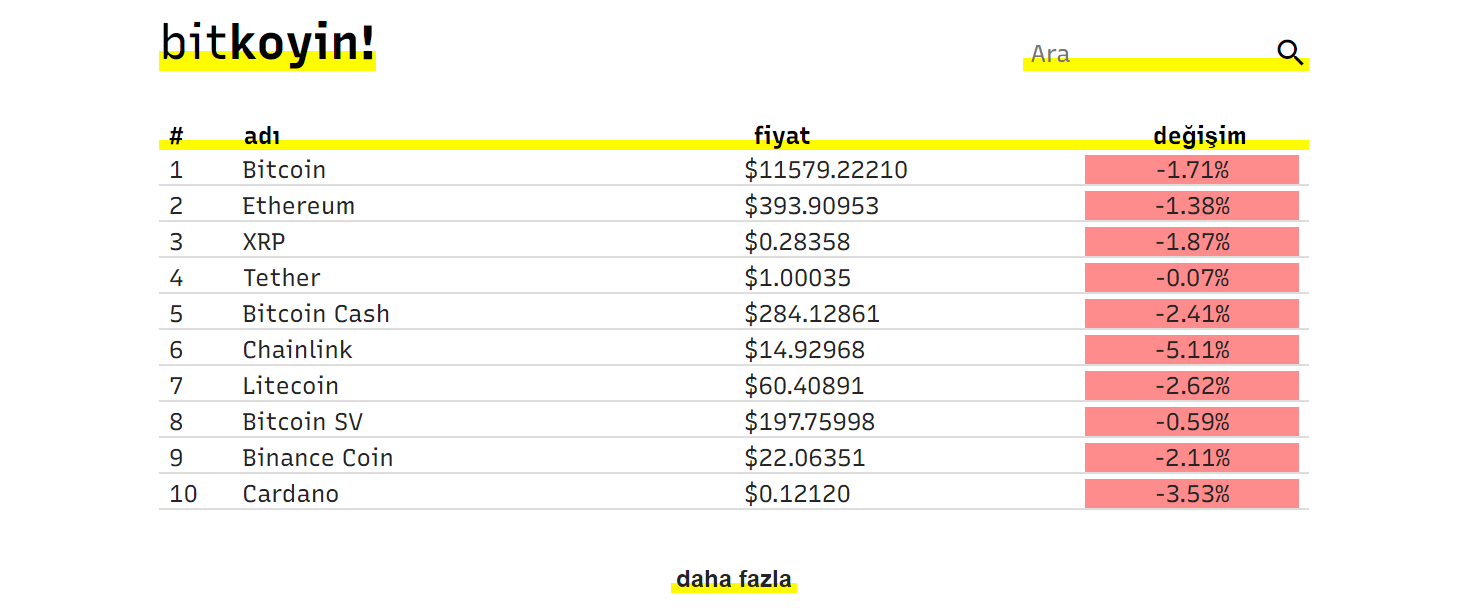 bitkoyin!
Ara
# adı fiyat değişim
1 Bitcoin $11579.22210 -1.71%
2 Ethereum $393.90953 -1.38%
3 XRP $0.28358 -1.87%
4 Tether $1.00035 -0.07%
5 Bitcoin Cash $284.12861 -2.41%
6 Chainlink $14.92968 -5.11%
7 Litecoin $60.40891 -2.62%
8 Bitcoin SV $197.75998 -0.59%
9 Binance Coin $22.06351 -2.11%
10 Cardano $0.12120 -3.53%
daha fazla